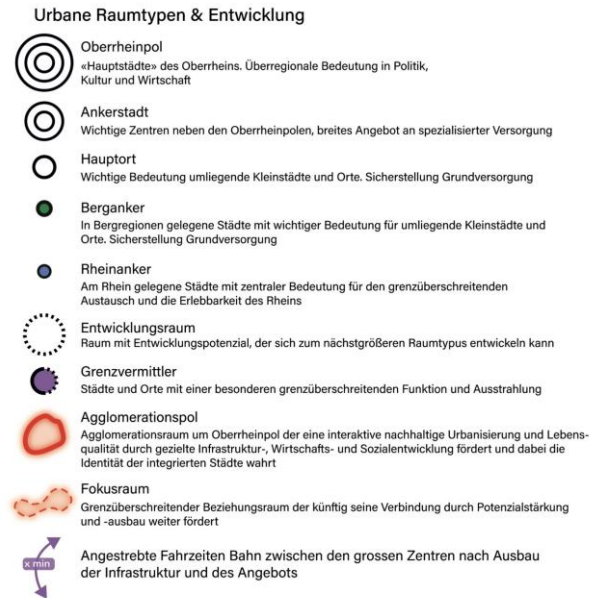 Urbane Raumtypen & Entwicklung
Oberrheinpol
«Hauptstädte» des Oberrheins. Überregionale Bedeutung in Politik,
Kultur und Wirtschaft
Ankerstadt
Wichtige Zentren neben den Oberrheinpolen, breites Angebot an spezialisierter Versorgung
Hauptort
Wichtige Bedeutung umliegende Kleinstädte und Orte. Sicherstellung Grundversorgung
Berganker
In Bergregionen gelegene Städte mit wichtiger Bedeutung für umliegende Kleinstädte und
Orte. Sicherstellung Grundversorgung
Rheinanker
Am Rhein gelegene Städte mit zentraler Bedeutung für den grenzüberschreitenden
Austausch und die Erlebbarkeit des Rheins
Entwicklungsraum
Raum mit Entwicklungspotenzial, der sich zum nächstgrößeren Raumtypus entwickeln kann
Grenzvermittler
Städte und Orte mit einer besonderen grenzüberschreitenden Funktion und Ausstrahlung
Agglomerationspol
Agglomerationsraum um Oberrheinpol der eine interaktive nachhaltige Urbanisierung und Lebens-
qualität durch gezielte Infrastruktur-, Wirtschafts- und Sozialentwicklung fördert und dabei die
Identität der integrierten Städte wahrt
Fokusraum
Grenzüberschreitender Beziehungsraum der künftig seine Verbindung durch Potenzialstärkung
und -ausbau weiter fördert
x min
Angestrebte Fahrzeiten Bahn zwischen den grossen Zentren nach Ausbau
der Infrastruktur und des Angebots